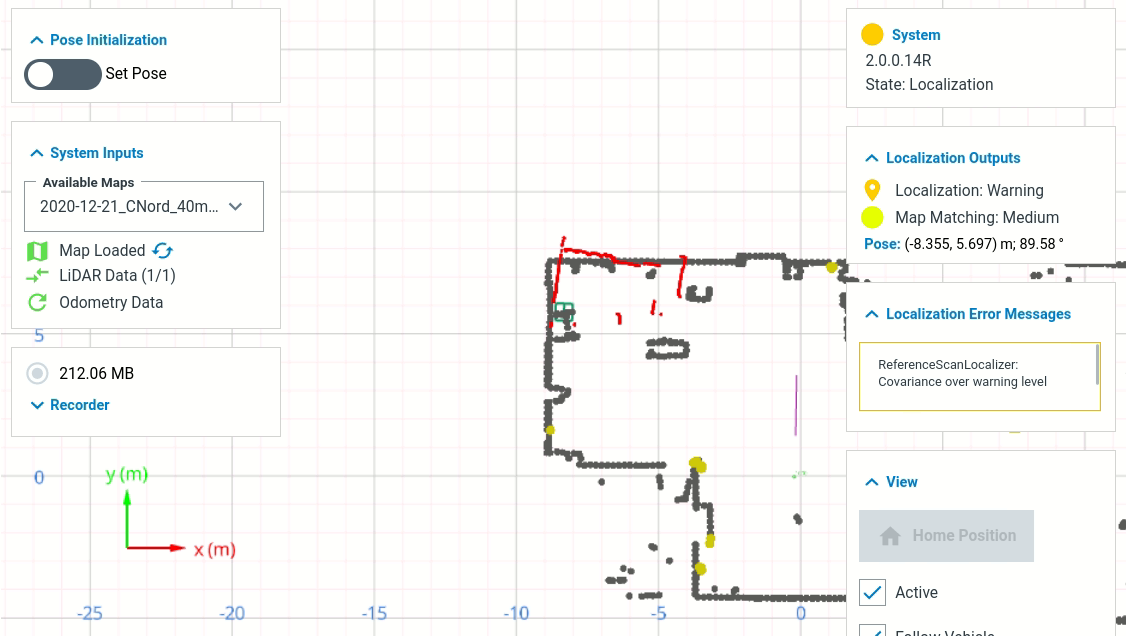 Pose Initialization
Set Pose
System Inputs
Available Maps
2020-12-21_CNord_40m...
Map Loaded
LiDAR Data (1/1)
Odometry Data
212.06 MB
Recorder
System
2.0.0.14R
State: Localization
Localization Outputs
Localization: Warning
Map Matching: Medium
Pose: (-8.355, 5.697) m; 89.58 °
Localization Error Messages
ReferenceScanLocalizer:
Covariance over warning level
View
Home Position
Active
Follow Vehicle
5
0
y (m)
x (m)
-25 -20 -15 -10 -5 0